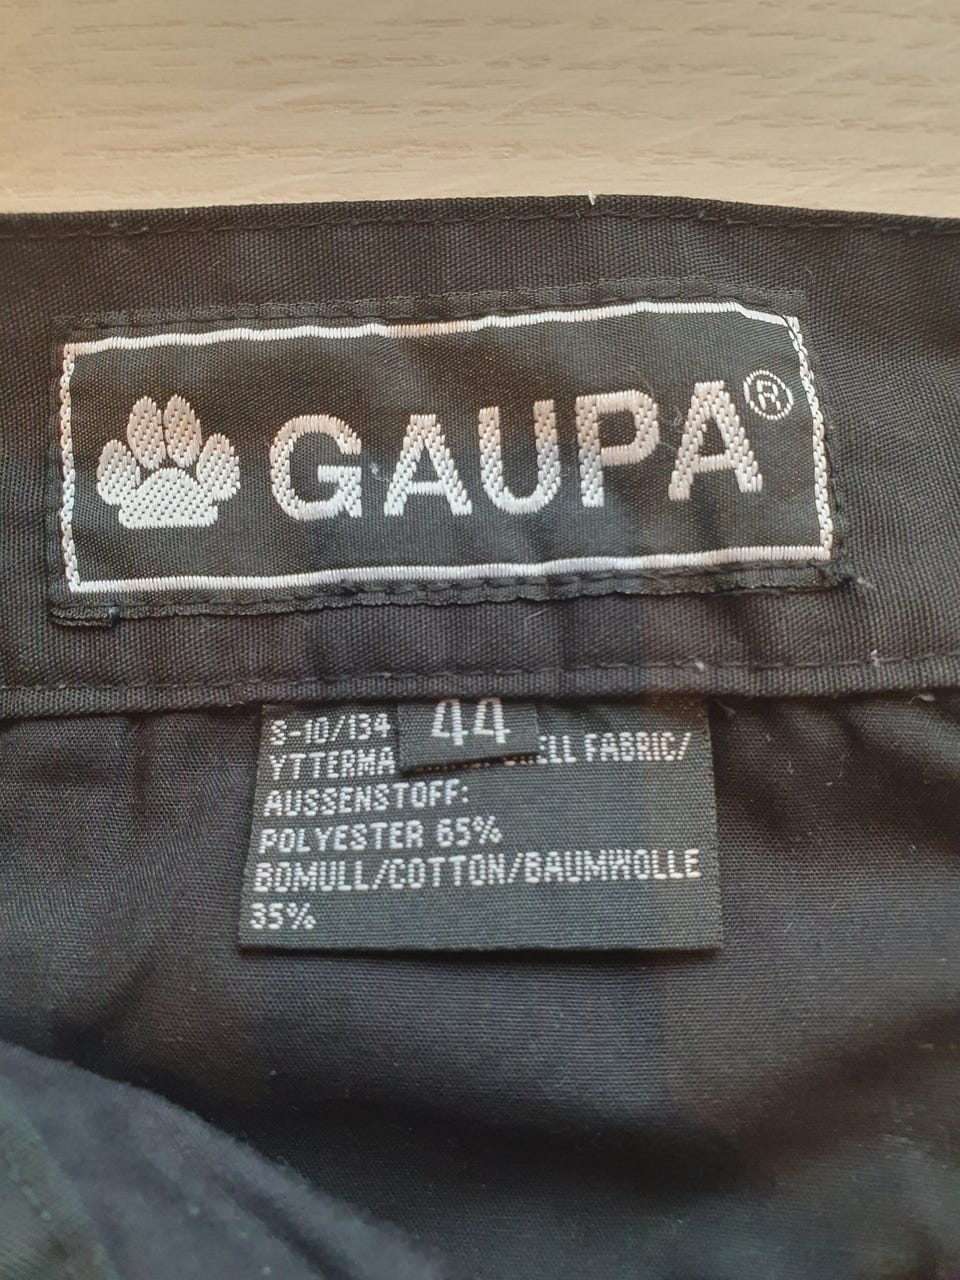 GAUPA®
44
8-10/134
YTTERMA ELL FABRIC/
AUSSENSTOFF:
POLYESTER 65%
BOMULL/COTTON/BAUMWOLLE
35%